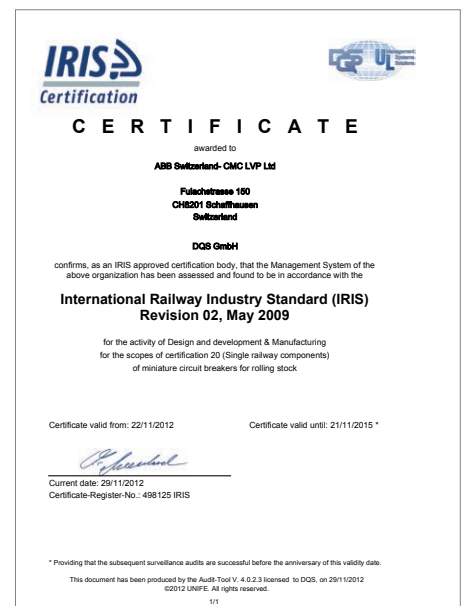 IRIS
Certification
DQS UL Management Systems Solutions
C E R T I F I C A T E
awarded to
ABB Switzerland- CMC LVP Ltd
Fulachstrasse 150
CH8201 Schaffhausen
Switzerland
DQS GmbH
confirms, as an IRIS approved certification body, that the Management System of the
above organization has been assessed and found to be in accordance with the
International Railway Industry Standard (IRIS)
Revision 02, May 2009
for the activity of Design and development & Manufacturing
for the scopes of certification 20 (Single railway components)
of miniature circuit breakers for rolling stock
Certificate valid from: 22/11/2012 Certificate valid until: 21/11/2015 *
Current date: 29/11/2012
Certificate-Register-No.: 498125 IRIS
* Providing that the subsequent surveillance audits are successful before the anniversary of this validity date.
This document has been produced by the Audit-Tool V. 4.0.2.3 licensed to DQS, on 29/11/2012
©2012 UNIFE. All rights reserved.
1/1